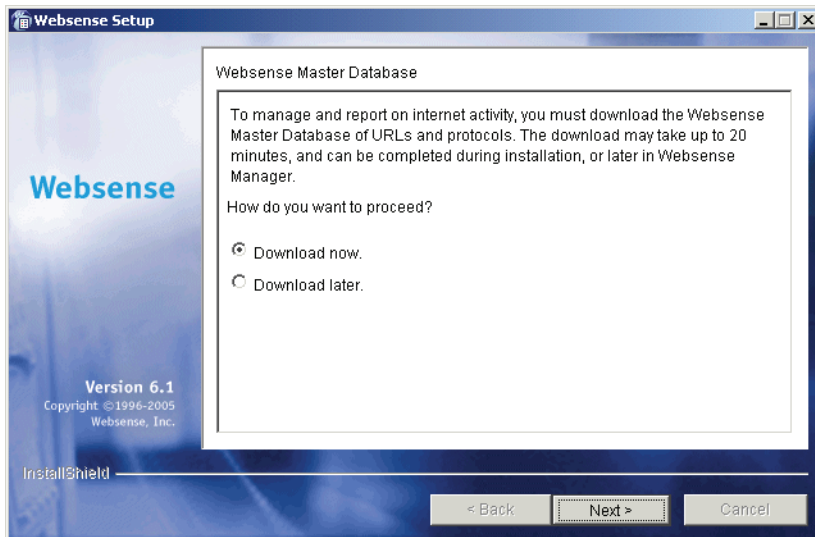 Websense Setup
Websense Master Database
To manage and report on internet activity, you must download the Websense
Master Database of URLs and protocols. The download may take up to 20
minutes, and can be completed during installation, or later in Websense
Manager.
How do you want to proceed?
Download now.
Download later.
Websense
Version 6.1
Copyright ©1996-2005
Websense, Inc.
InstallShield
< Back
Next >
Cancel